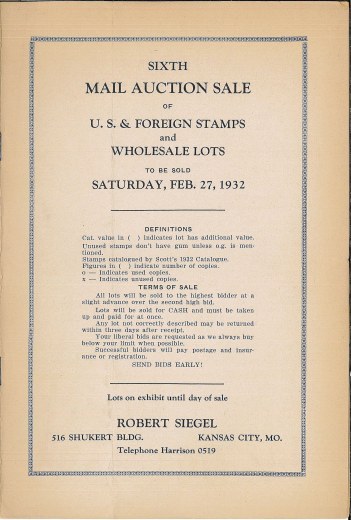 SIXTH
MAIL AUCTION SALE
OF
U. S. & FOREIGN STAMPS
and
WHOLESALE LOTS
TO BE SOLD
SATURDAY, FEB. 27, 1932
DEFINITIONS
Cat. value in ( ) indicates lot has additional value.
Unused stamps don't have gum unless o.g. is men-
tioned.
Stamps catalogued by Scott's 1932 Catalogue.
Figures in ( ) indicate number of copies.
o — Indicates used copies.
x — Indicates unused copies.
TERMS OF SALE
All lots will be sold to the highest bidder at a
slight advance over the second high bid.
Lots will be sold for CASH and must be taken
up and paid for at once.
Any lot not correctly described may be returned
within three days after receipt.
Your liberal bids are requested as we always buy
below your limit when possible.
Successful bidders will pay postage and insur-
ance or registration.
SEND BIDS EARLY!
Lots on exhibit until day of sale
ROBERT SIEGEL
516 SHUKERT BLDG. KANSAS CITY, MO.
Telephone Harrison 0519